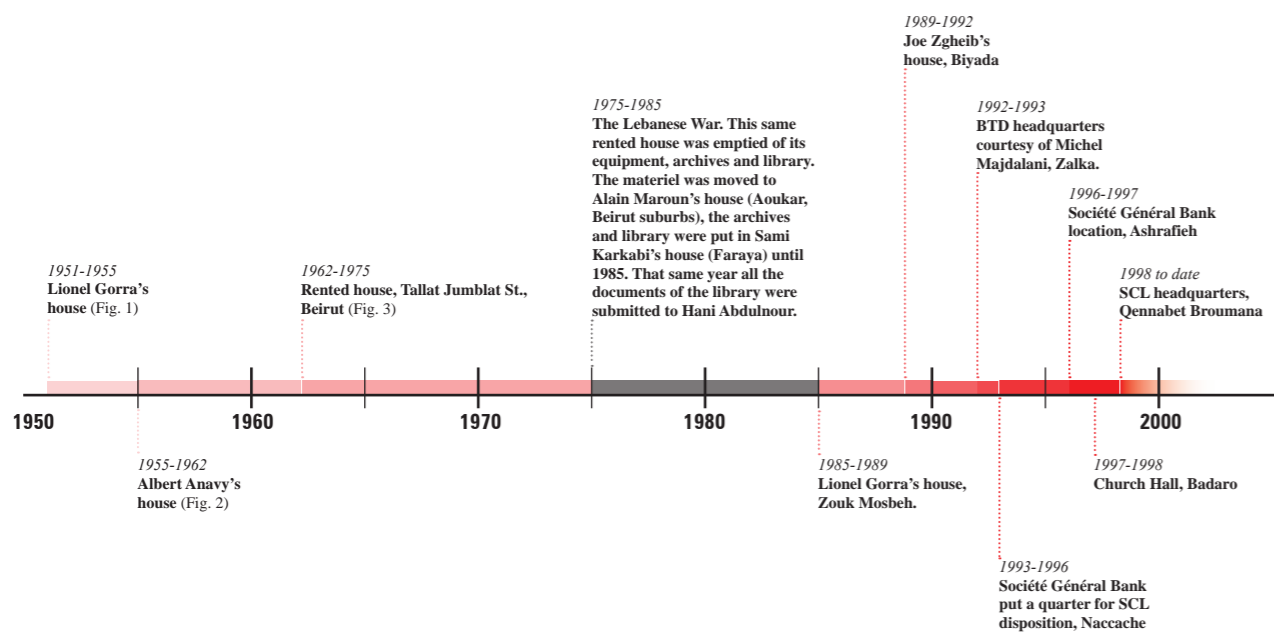 1989-1992
Joe Zgheib's
house, Biyada
1975-1985
The Lebanese War. This same
rented house was emptied of its
equipment, archives and library.
The materiel was moved to
Alain Maroun's house (Aoukar,
Beirut suburbs), the archives
and library were put in Sami
Karkabi's house (Faraya) until
1985. That same year all the
documents of the library were
submitted to Hani Abdulnour.
1992-1993
BTD headquarters
courtesy of Michel
Majdalani, Zalka.
1996-1997
Société Général Bank
location, Ashrafieh
1951-1955
Lionel Gorra's
house (Fig. 1)
1962-1975
Rented house, Tallat Jumblat St.,
Beirut (Fig. 3)
1998 to date
SCL headquarters,
Qennabet Broumana
1950 1960 1970 1980 1990 2000
1955-1962
Albert Anavy's
house (Fig. 2)
1985-1989
Lionel Gorra's house,
Zouk Mosbeh.
1997-1998
Church Hall, Badaro
1993-1996
Société Général Bank
put a quarter for SCL
disposition, Naccache